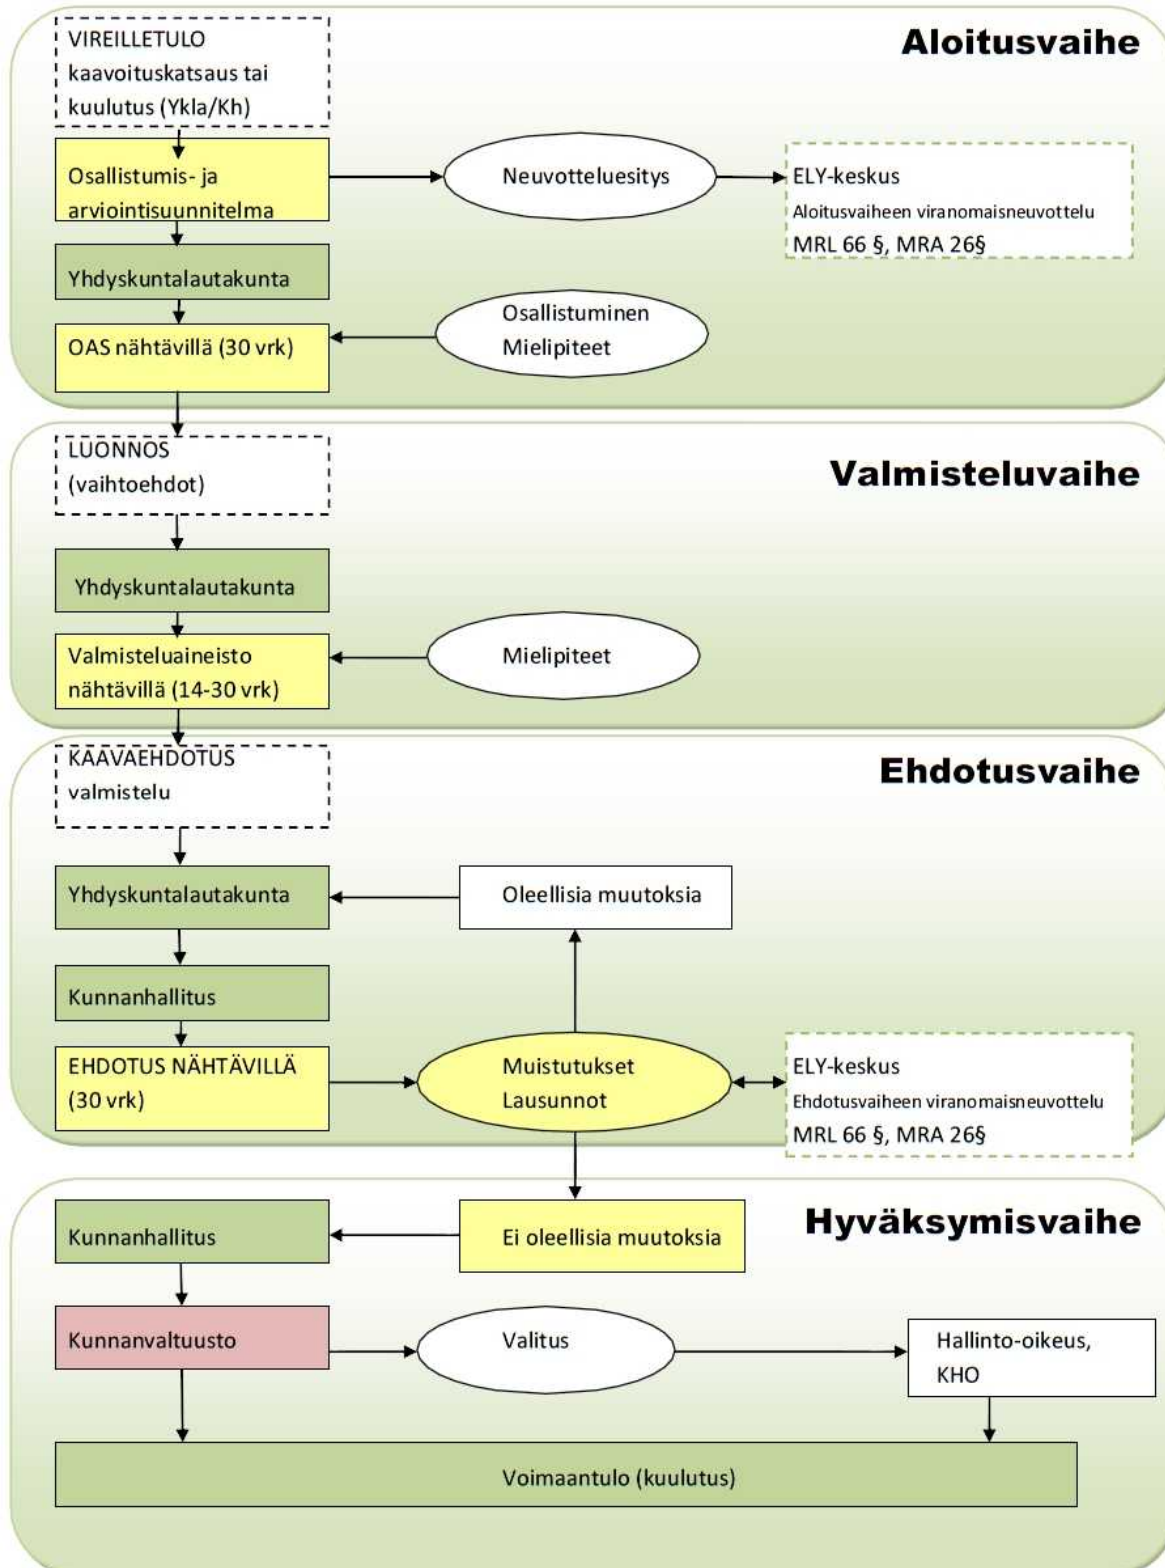 Aloitusvaihe
VIREILLETULO
kaavoituskatsaus tai
kuulutus (Ykla/Kh)
Osallistumis- ja
arviointisuunnitelma
Neuvotteluesitys
ELY-keskus
Aloitusvaiheen viranomaisneuvottelu
MRL 66 §, MRA 26§
Yhdyskuntalautakunta
OAS nähtävillä (30 vrk)
Osallistuminen
Mielipiteet
Valmisteluvaihe
LUONNOS
(vaihtoehdot)
Yhdyskuntalautakunta
Valmisteluaineisto
nähtävillä (14-30 vrk)
Mielipiteet
Ehdotusvaihe
KAAVAEHDOTUS
valmistelu
Yhdyskuntalautakunta
Oleellisia muutoksia
Kunnanhallitus
EHDOTUS NÄHTÄVILLÄ
(30 vrk)
Muistutukset
Lausunnot
ELY-keskus
Ehdotusvaiheen viranomaisneuvottelu
MRL 66 §, MRA 26§
Hyväksymisvaihe
Kunnanhallitus
Ei oleellisia muutoksia
Kunnanvaltuusto
Valitus
Hallinto-oikeus,
KHO
Voimaantulo (kuulutus)